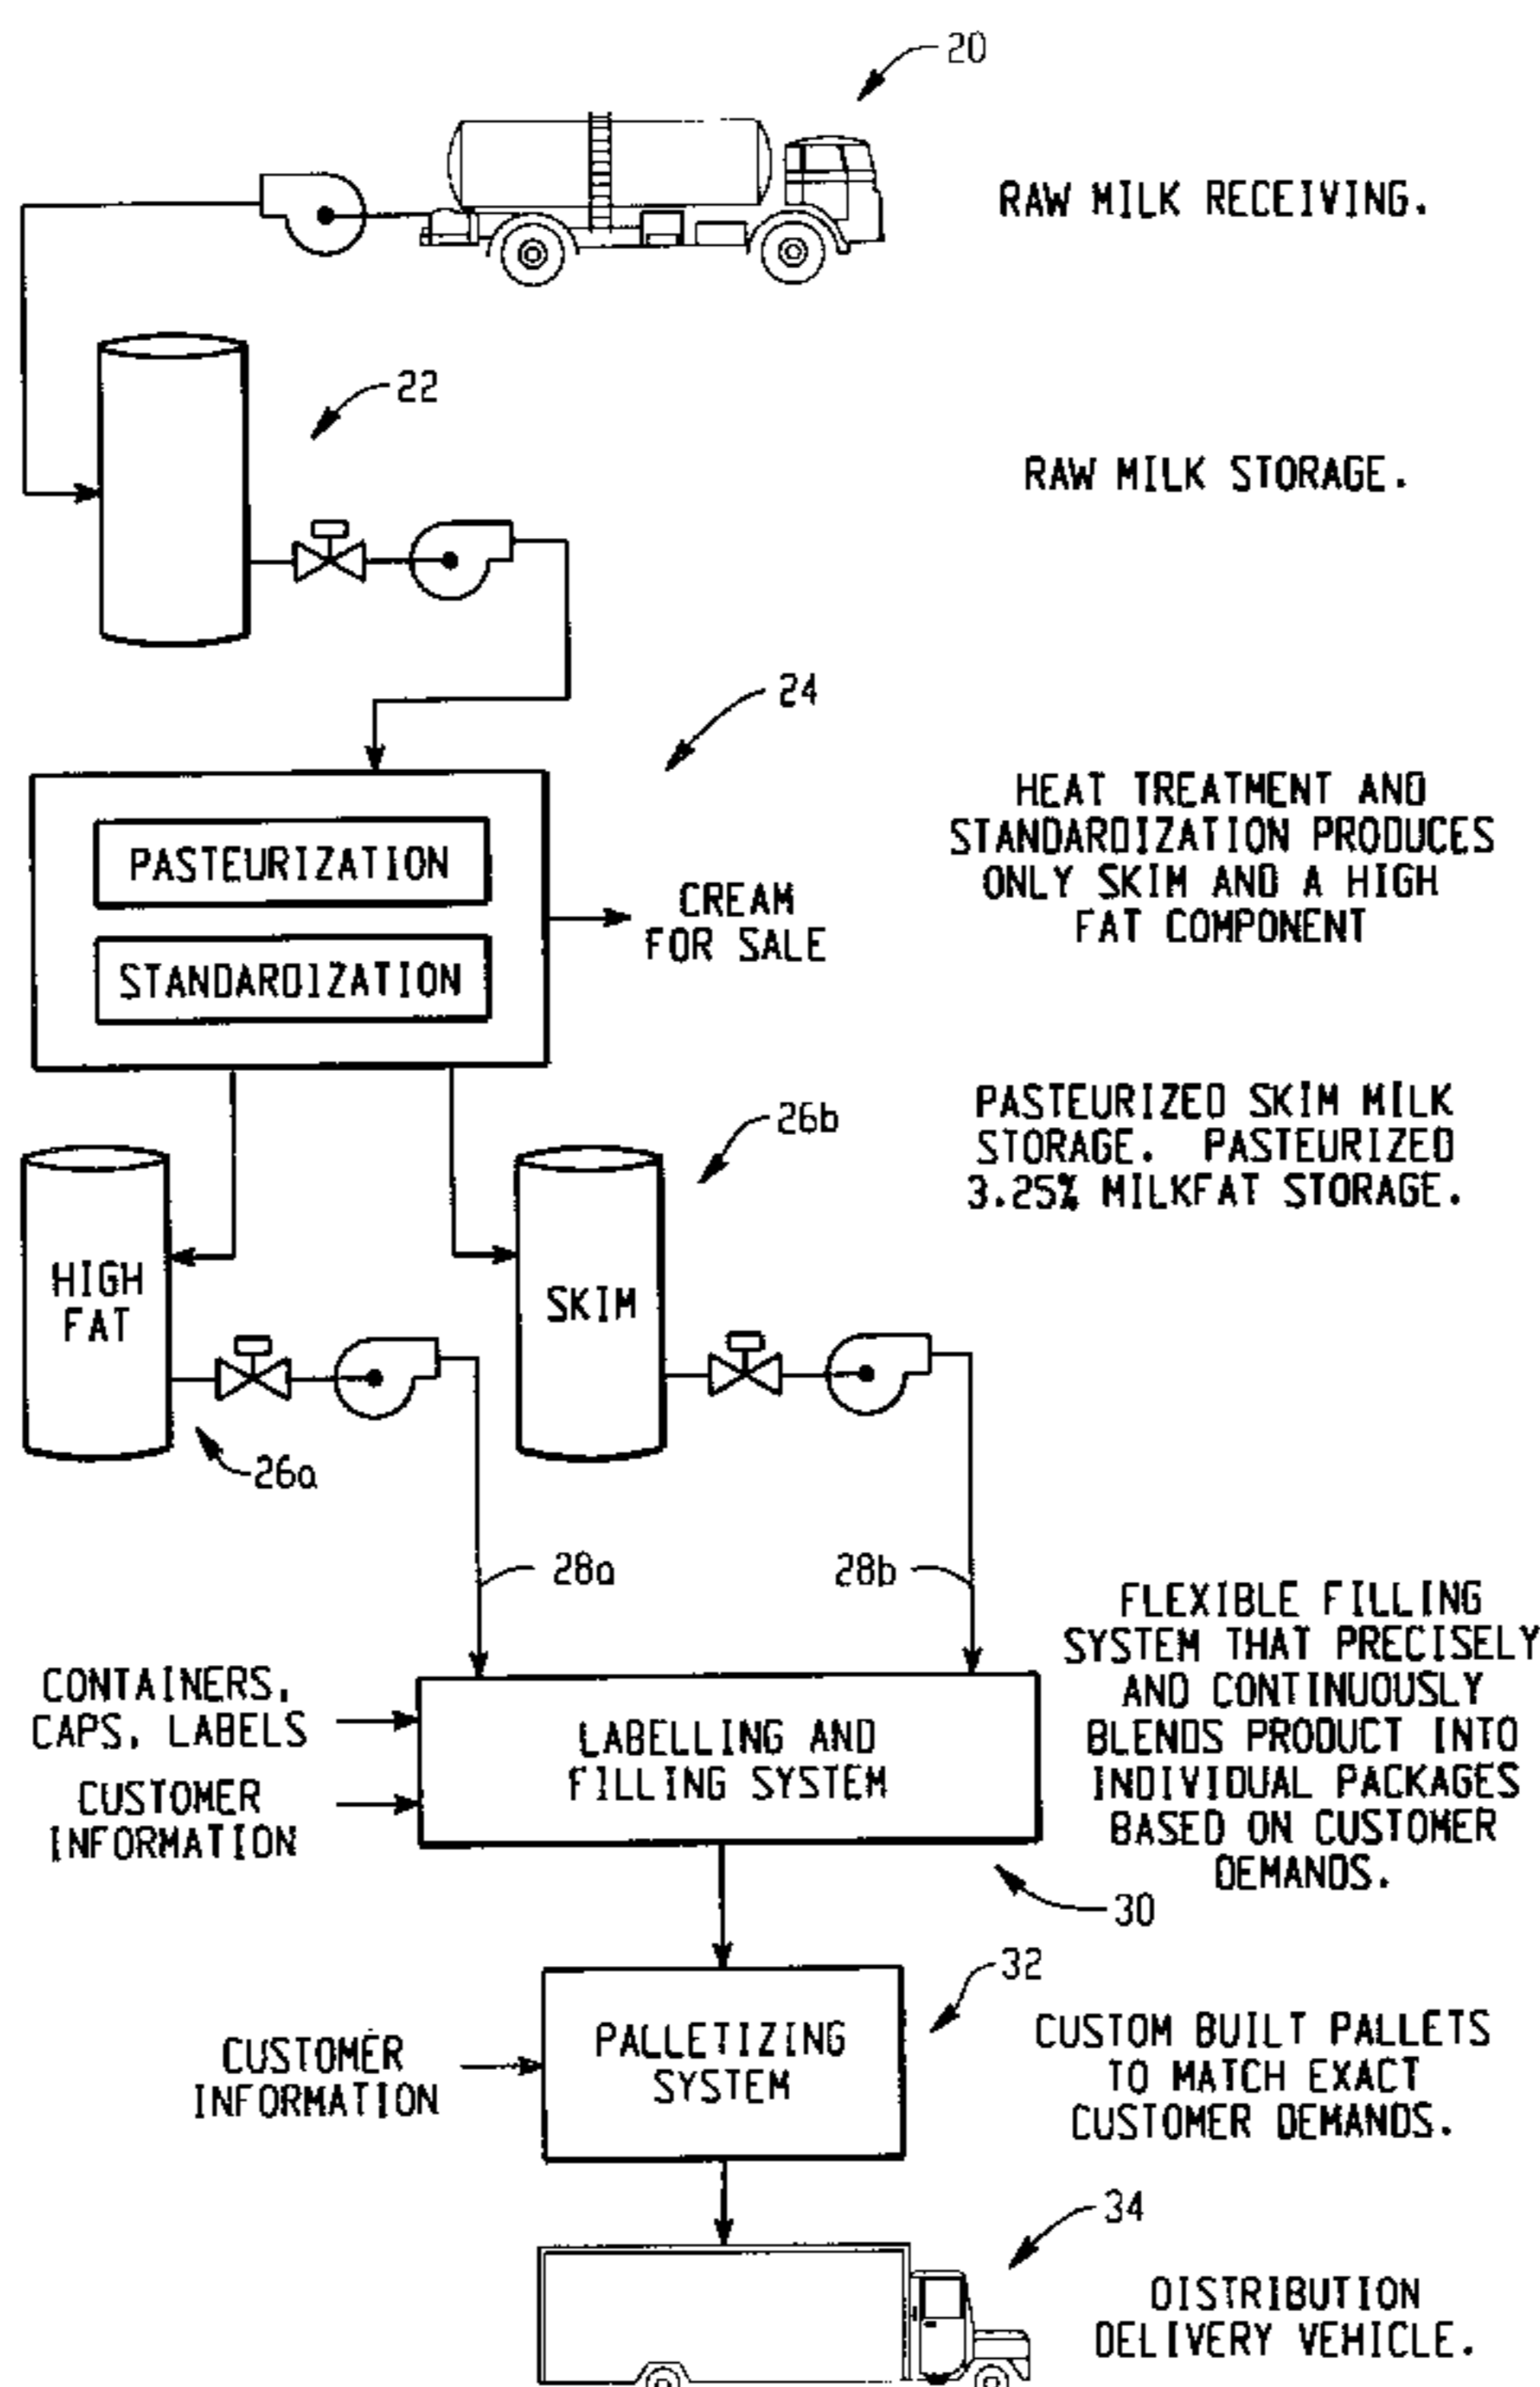 20
RAW MILK RECEIVING.
22
RAW MILK STORAGE.
24
HEAT TREATMENT AND
STANDARDIZATION PRODUCES
ONLY SKIM AND A HIGH
FAT COMPONENT
PASTEURIZATION
STANDARDIZATION
CREAM
FOR SALE
26b
PASTEURIZED SKIM MILK
STORAGE. PASTEURIZED
3.25% MILKFAT STORAGE.
HIGH
FAT
SKIM
26a
28a
28b
FLEXIBLE FILLING
SYSTEM THAT PRECISELY
AND CONTINUOUSLY
BLENDS PRODUCT INTO
INDIVIDUAL PACKAGES
BASED ON CUSTOMER
DEMANDS.
CONTAINERS,
CAPS, LABELS
CUSTOMER
INFORMATION
LABELLING AND
FILLING SYSTEM
30
32
CUSTOMER
INFORMATION
PALLETIZING
SYSTEM
CUSTOM BUILT PALLETS
TO MATCH EXACT
CUSTOMER DEMANDS.
34
DISTRIBUTION
DELIVERY VEHICLE.